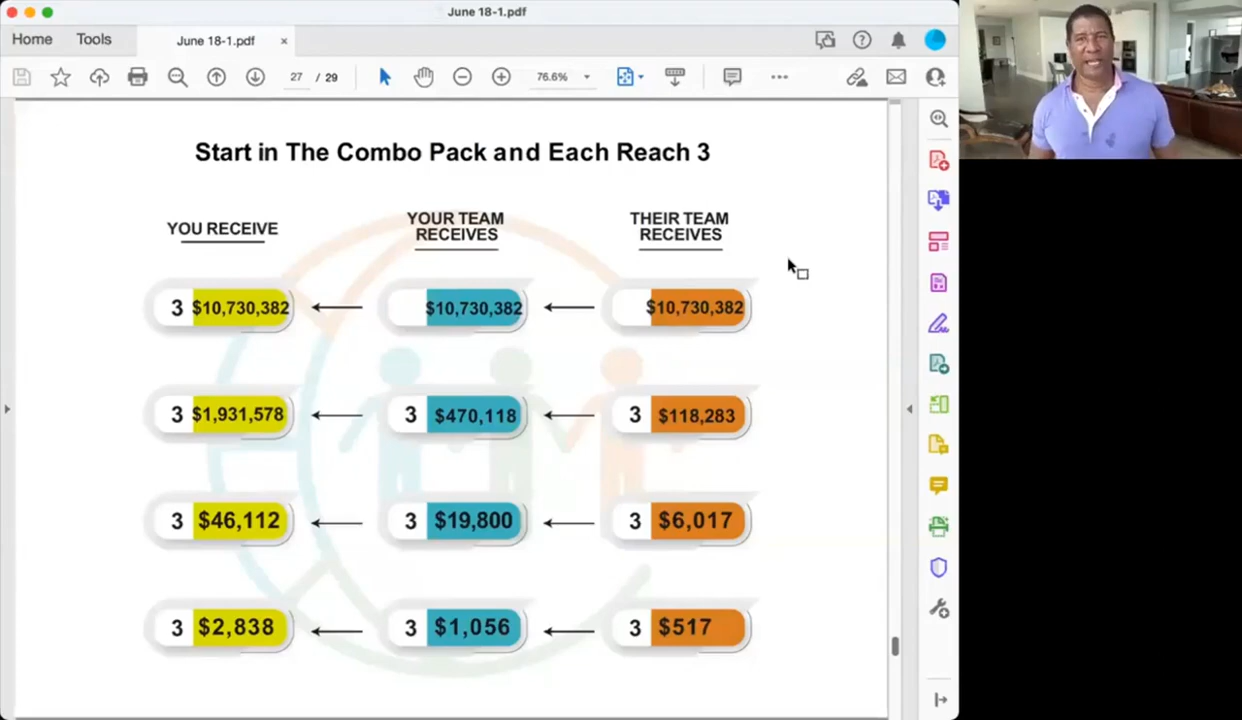 June 18-1.pdf
Home Tools June 18-1.pdf ×
27 / 29 76.6%
Start in The Combo Pack and Each Reach 3
YOU RECEIVE
YOUR TEAM
RECEIVES
THEIR TEAM
RECEIVES
3 $10,730,382 $10,730,382 $10,730,382
3 $1,931,578 3 $470,118 3 $118,283
3 $46,112 3 $19,800 3 $6,017
3 $2,838 3 $1,056 3 $517